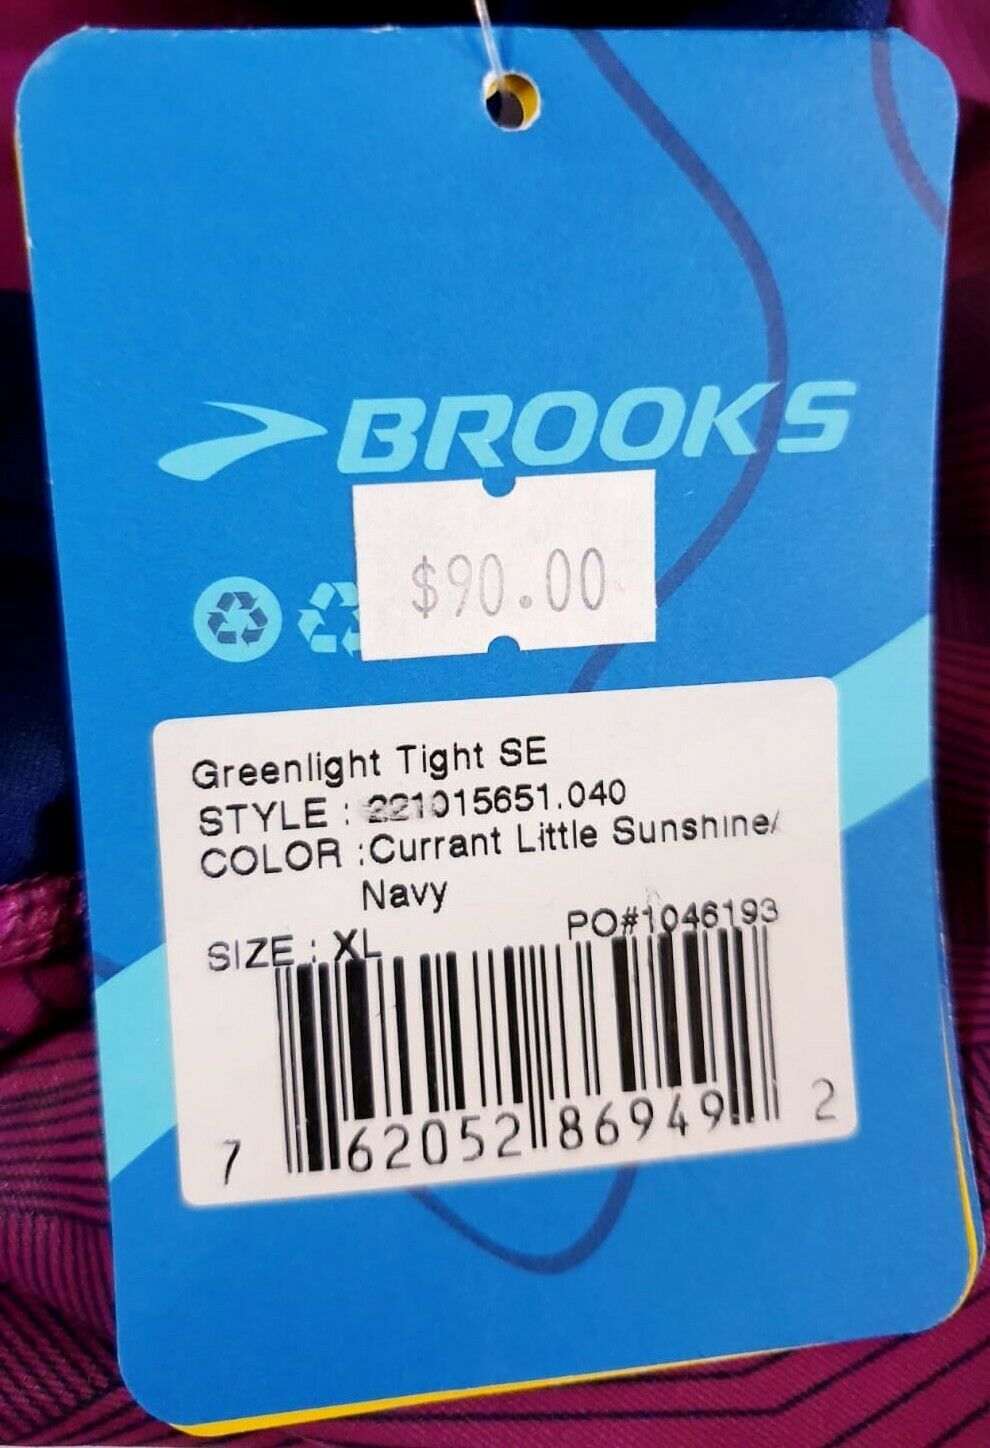 BROOKS
$90.00
Greenlight Tight SE
STYLE : 221015651.040
COLOR :Currant Little Sunshine/
Navy
SIZE : XL
PO#1046193
7 62052 86949 2